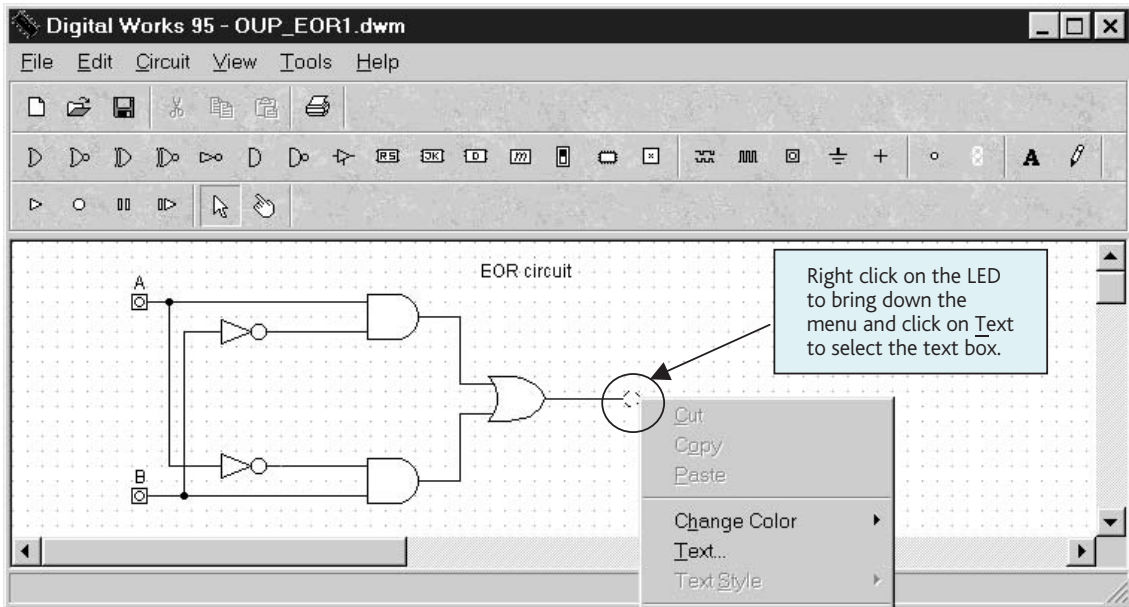 Digital Works 95 - OUP_EOR1.dwm
File Edit Circuit View Tools Help
RS JK D m
A
EOR circuit
A
B
Right click on the LED
to bring down the
menu and click on Text
to select the text box.
Cut
Copy
Paste
Change Color
Text...
Text Style